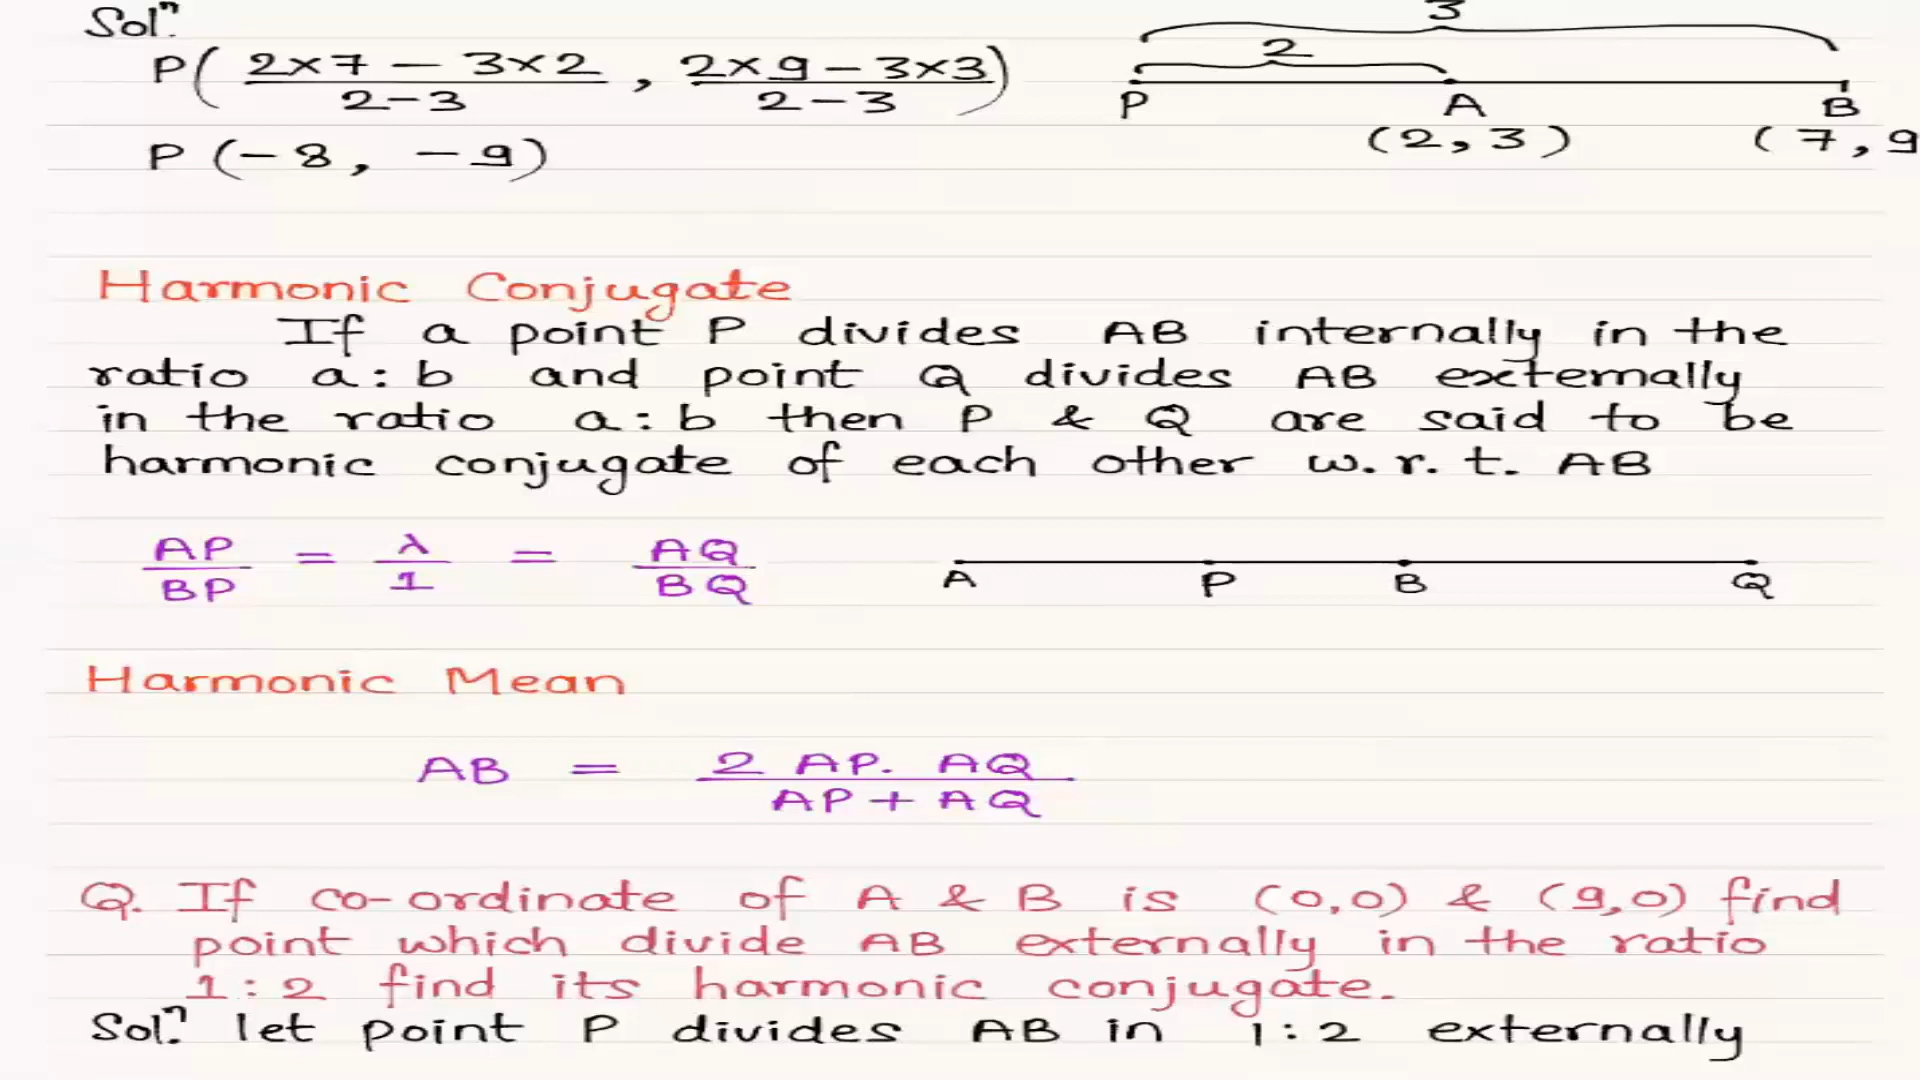 Solⁿ.
P( (2×7 − 3×2)/(2−3) , (2×9 − 3×3)/(2−3) )
P (−8, −9)
3
2
P A B
(2,3) (7,9
Harmonic Conjugate
If a point P divides AB internally in the
ratio a:b and point Q divides AB externally
in the ratio a:b then P & Q are said to be
harmonic conjugate of each other w.r.t. AB
AP/BP = λ/1 = AQ/BQ
A P B Q
Harmonic Mean
AB = 2 AP. AQ / AP + AQ
Q. If co-ordinate of A & B is (0,0) & (9,0) find
point which divide AB externally in the ratio
1:2 find its harmonic conjugate.
Solⁿ. let point P divides AB in 1:2 externally